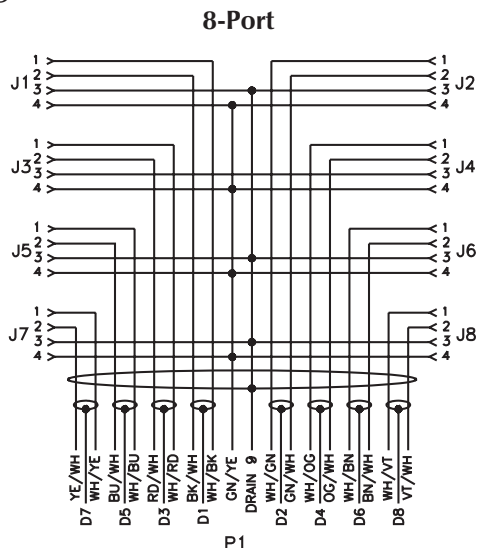 8-Port
1 1
2 2
J1 3 3 J2
4 4
1 1
2 2
J3 3 3 J4
4 4
1 1
2 2
J5 3 3 J6
4 4
1 1
2 2
J7 3 3 J8
4 4
YE/WH WH/YE BU/WH WH/BU RD/WH WH/RD BK/WH WH/BK GN/YE DRAIN 9 WH/GN GN/WH WH/OG OG/WH WH/BN BN/WH WH/VT VT/WH
D7 D5 D3 D1 D2 D4 D6 D8
P1